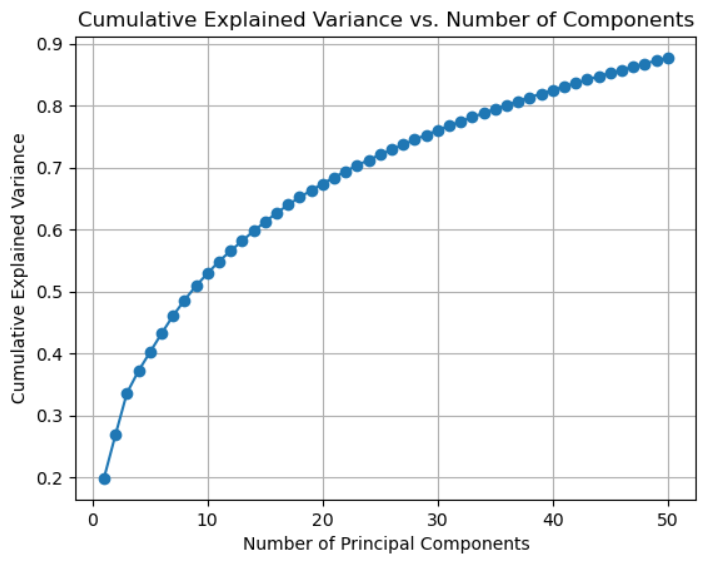 Cumulative Explained Variance vs. Number of Components
0.9
0.8
0.7
0.6
0.5
0.4
0.3
0.2
Cumulative Explained Variance
0 10 20 30 40 50
Number of Principal Components